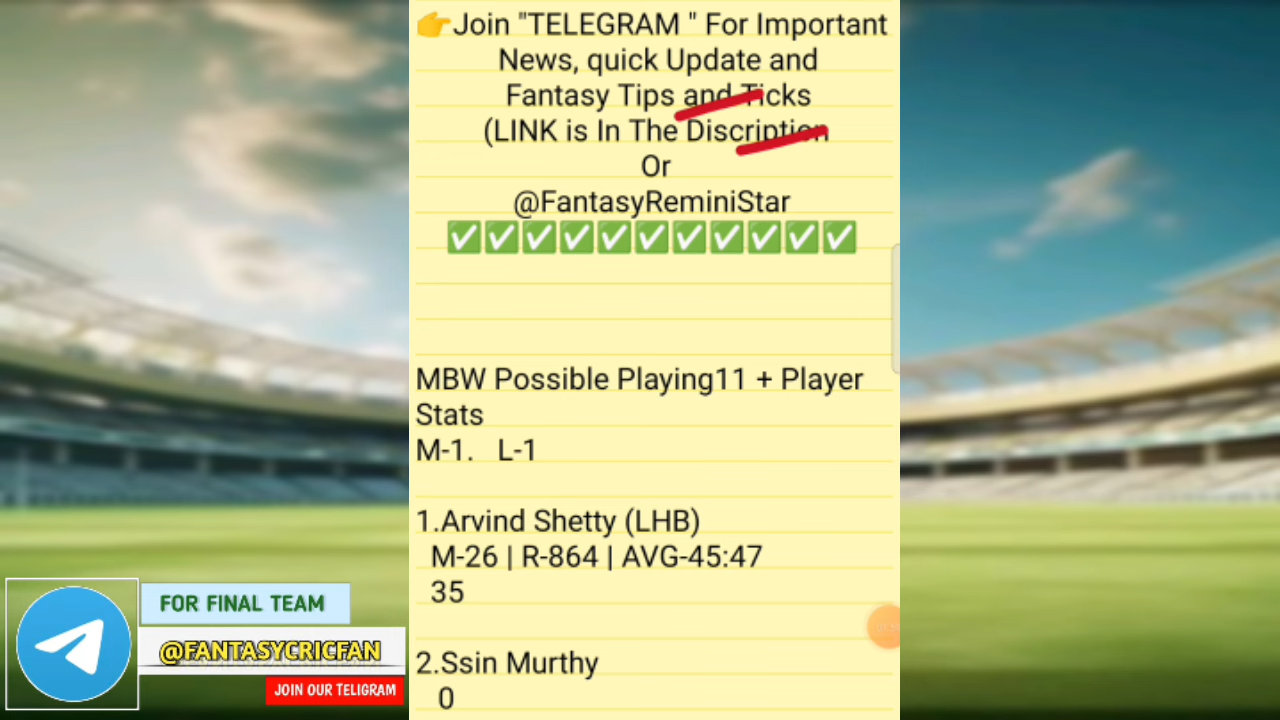 👉Join "TELEGRAM " For Important
News, quick Update and
Fantasy Tips and Ticks
(LINK is In The Discription
Or
@FantasyReminiStar
✅✅✅✅✅✅✅✅✅✅✅
MBW Possible Playing11 + Player
Stats
M-1. L-1
1.Arvind Shetty (LHB)
M-26 | R-864 | AVG-45:47
35
2.Ssin Murthy
0
FOR FINAL TEAM
@FANTASYCRICFAN
JOIN OUR TELIGRAM